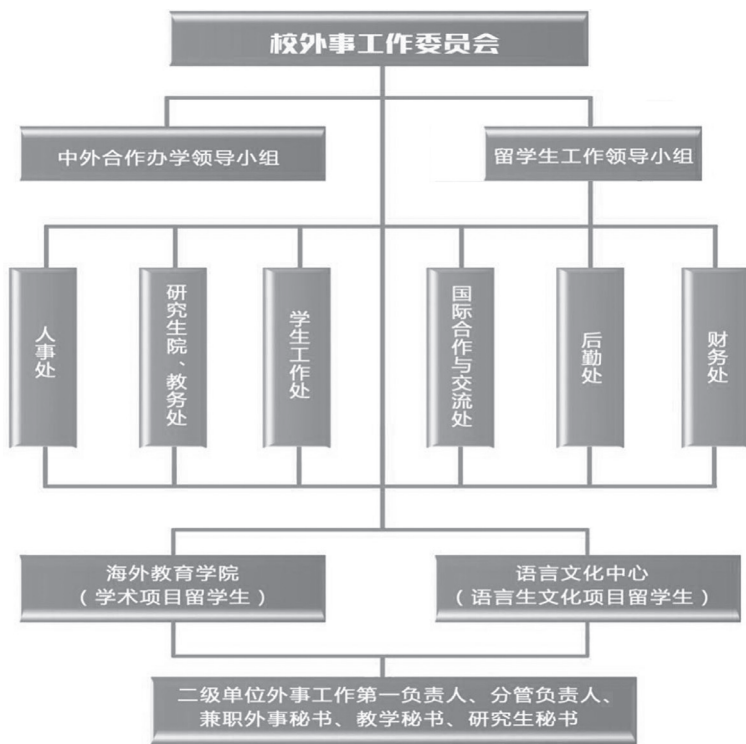 校外事工作委员会
中外合作办学领导小组
留学生工作领导小组
人事处
研究生院、教务处
学生工作处
国际合作与交流处
后勤处
财务处
海外教育学院
（学术项目留学生）
语言文化中心
（语言生文化项目留学生）
二级单位外事工作第一负责人、分管负责人、
兼职外事秘书、教学秘书、研究生秘书